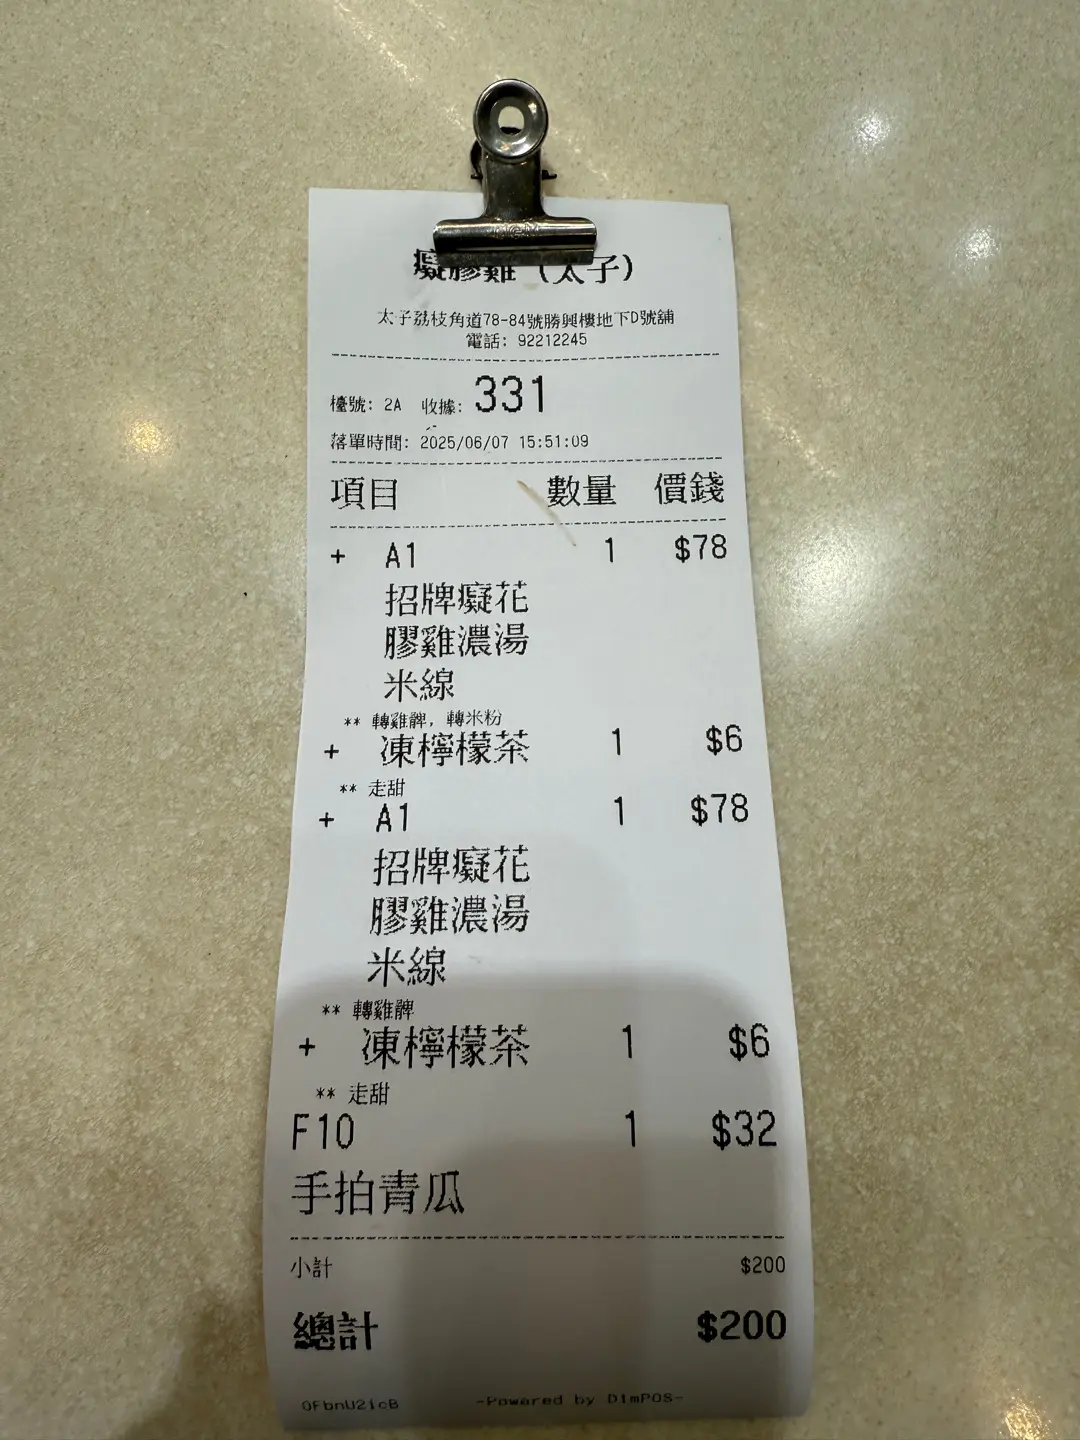 癡膠雞（太子）
太子荔枝角道78-84號勝興樓地下D號舖
電話: 92212245
檯號: 2A 收據: 331
落單時間: 2025/06/07 15:51:09
項目 數量 價錢
+ A1 1 $78
招牌癡花
膠雞濃湯
米線
** 轉雞髀, 轉米粉
+ 凍檸檬茶 1 $6
** 走甜
+ A1 1 $78
招牌癡花
膠雞濃湯
米線
** 轉雞髀
+ 凍檸檬茶 1 $6
** 走甜
F10 1 $32
手拍青瓜
小計 $200
總計 $200
OFbnU2icB -Powered by DimPOS-